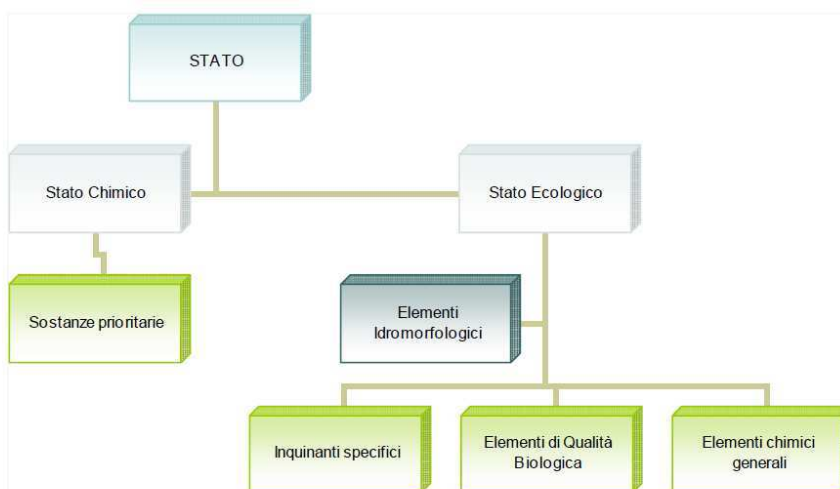 STATO
Stato Chimico
Stato Ecologico
Sostanze prioritarie
Elementi
Idromorfologici
Inquinanti specifici
Elementi di Qualità
Biologica
Elementi chimici
generali